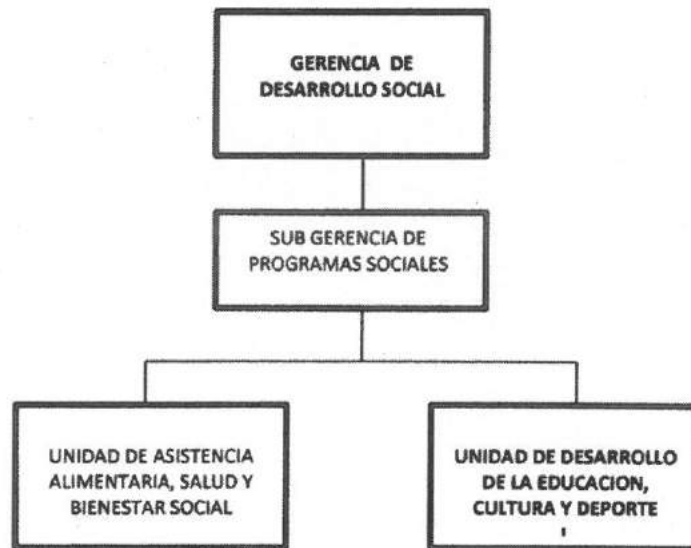 GERENCIA DE
DESARROLLO SOCIAL
SUB GERENCIA DE
PROGRAMAS SOCIALES
UNIDAD DE ASISTENCIA
ALIMENTARIA, SALUD Y
BIENESTAR SOCIAL
UNIDAD DE DESARROLLO
DE LA EDUCACION,
CULTURA Y DEPORTE